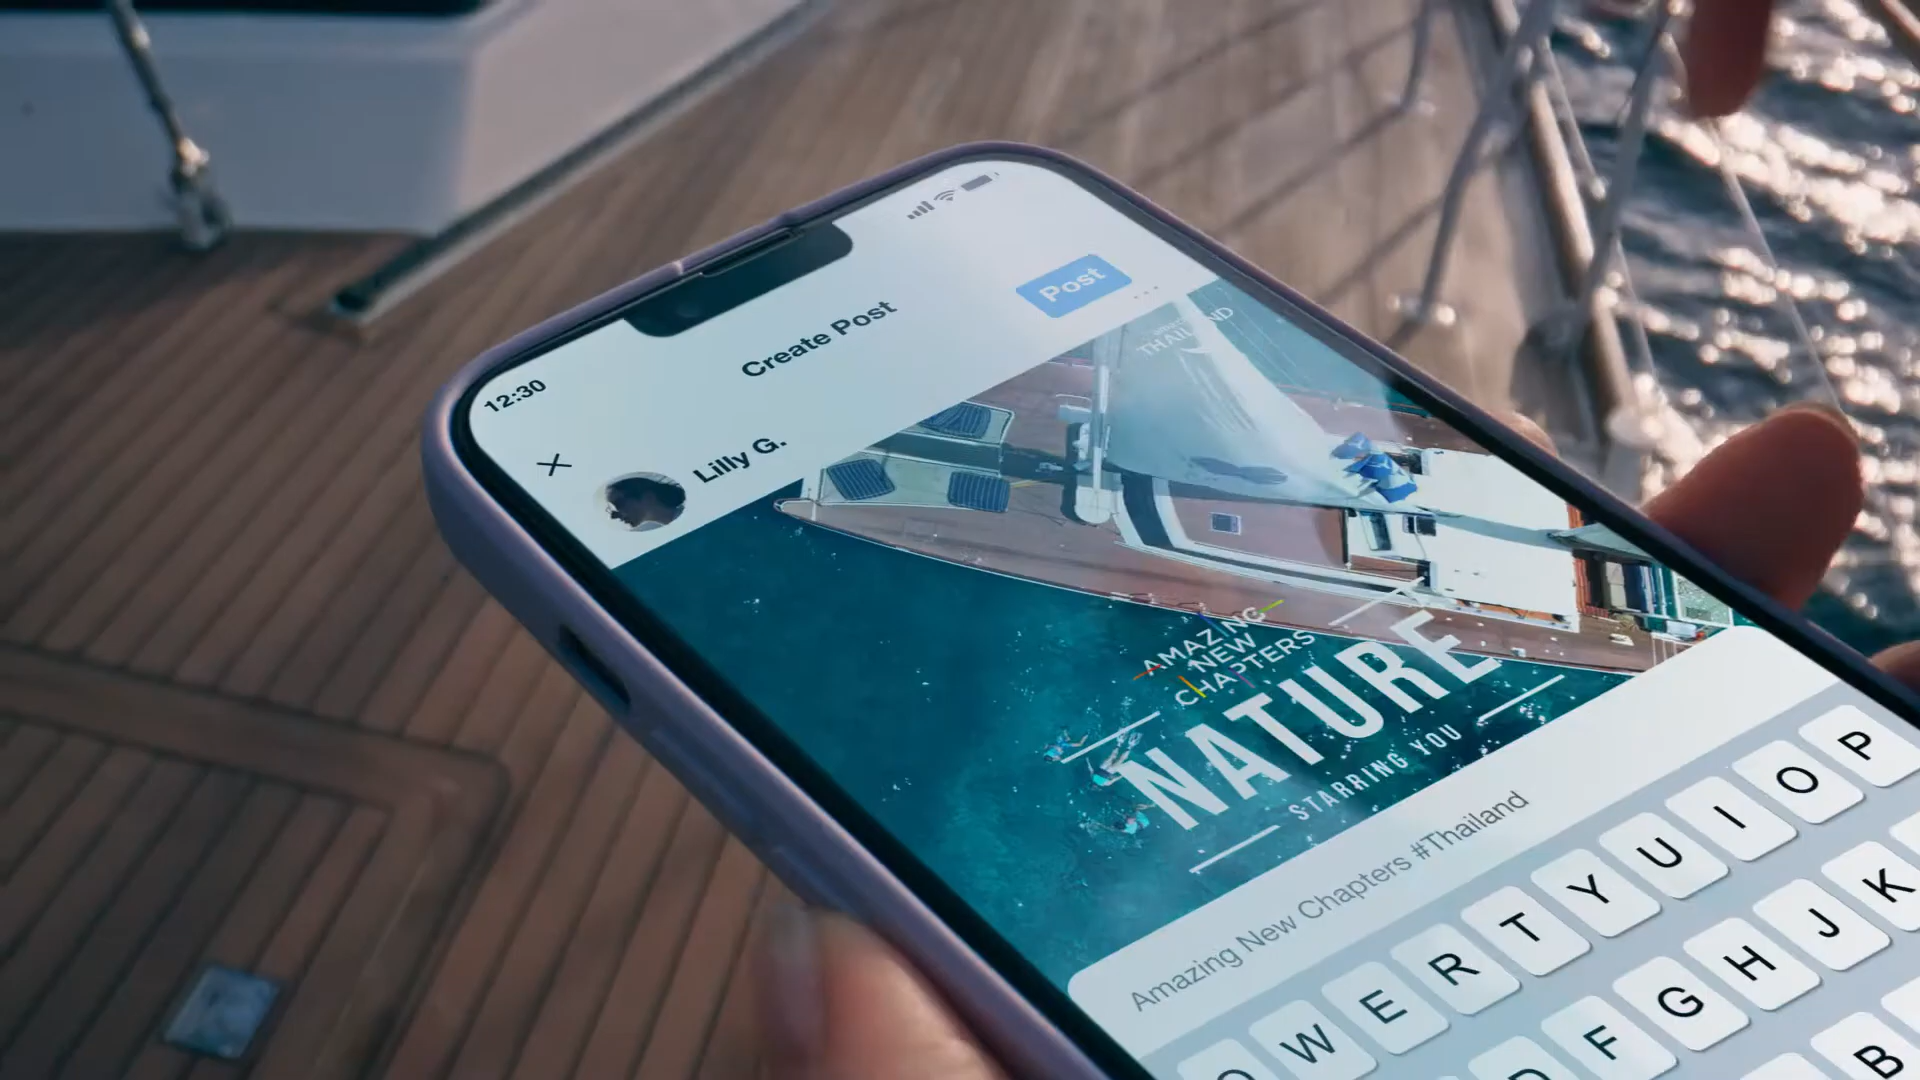 12:30
Create Post
Post
Lilly G.
THAILAND
AMAZING
NEW
CHAPTERS
NATURE
STARRING YOU
Amazing New Chapters #Thailand
W E R T Y U I O P
D F G H J K
B